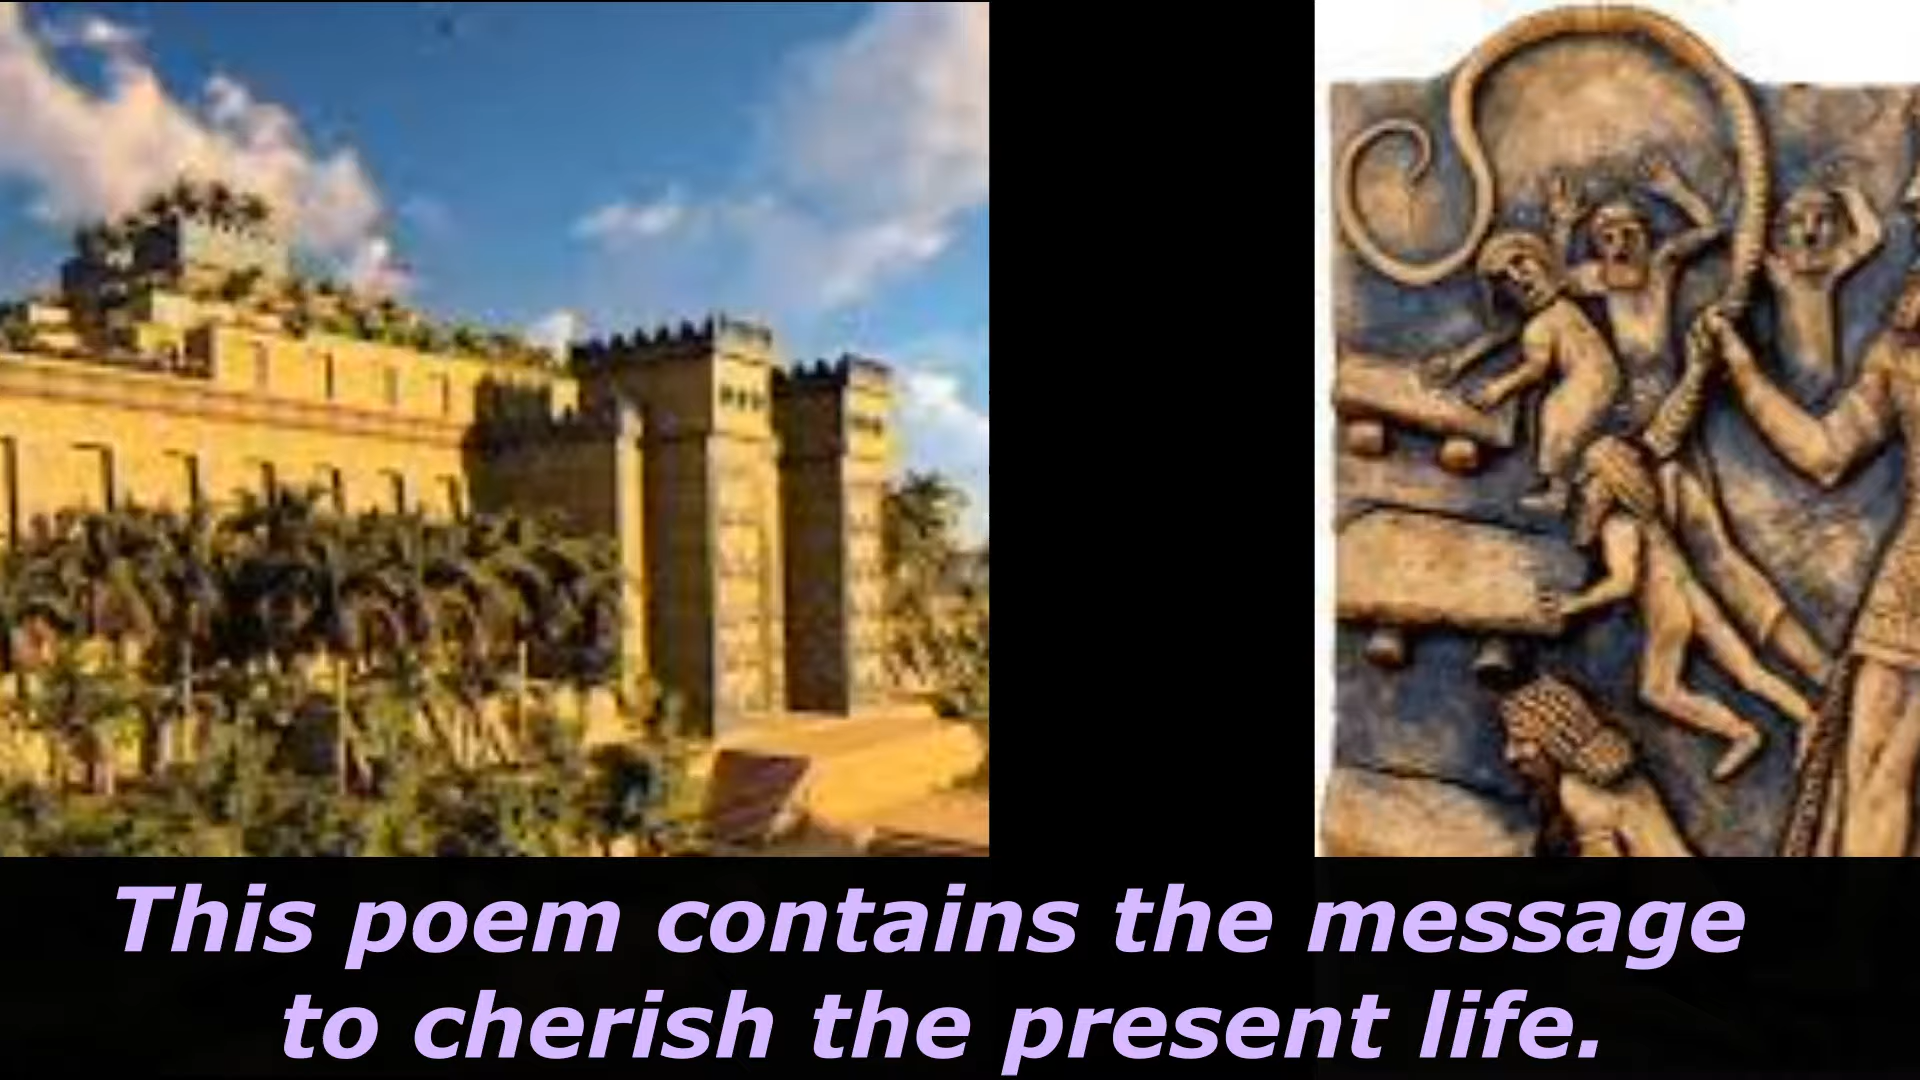 This poem contains the message
to cherish the present life.